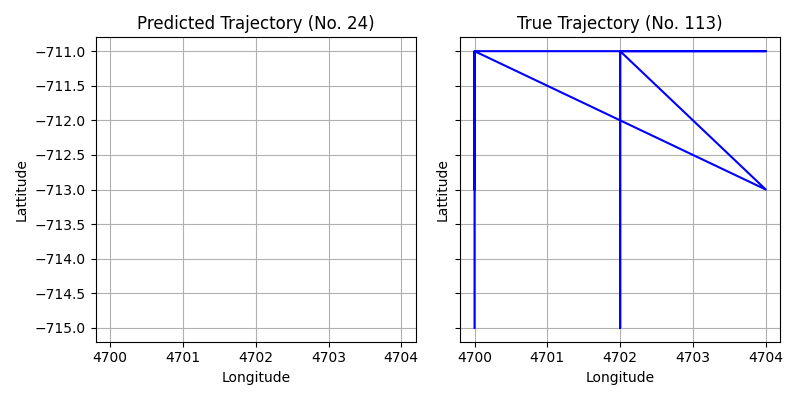 Predicted Trajectory (No. 24)
True Trajectory (No. 113)
−711.0
−711.5
−712.0
−712.5
−713.0
−713.5
−714.0
−714.5
−715.0
Lattitude
Lattitude
4700 4701 4702 4703 4704
4700 4701 4702 4703 4704
Longitude
Longitude